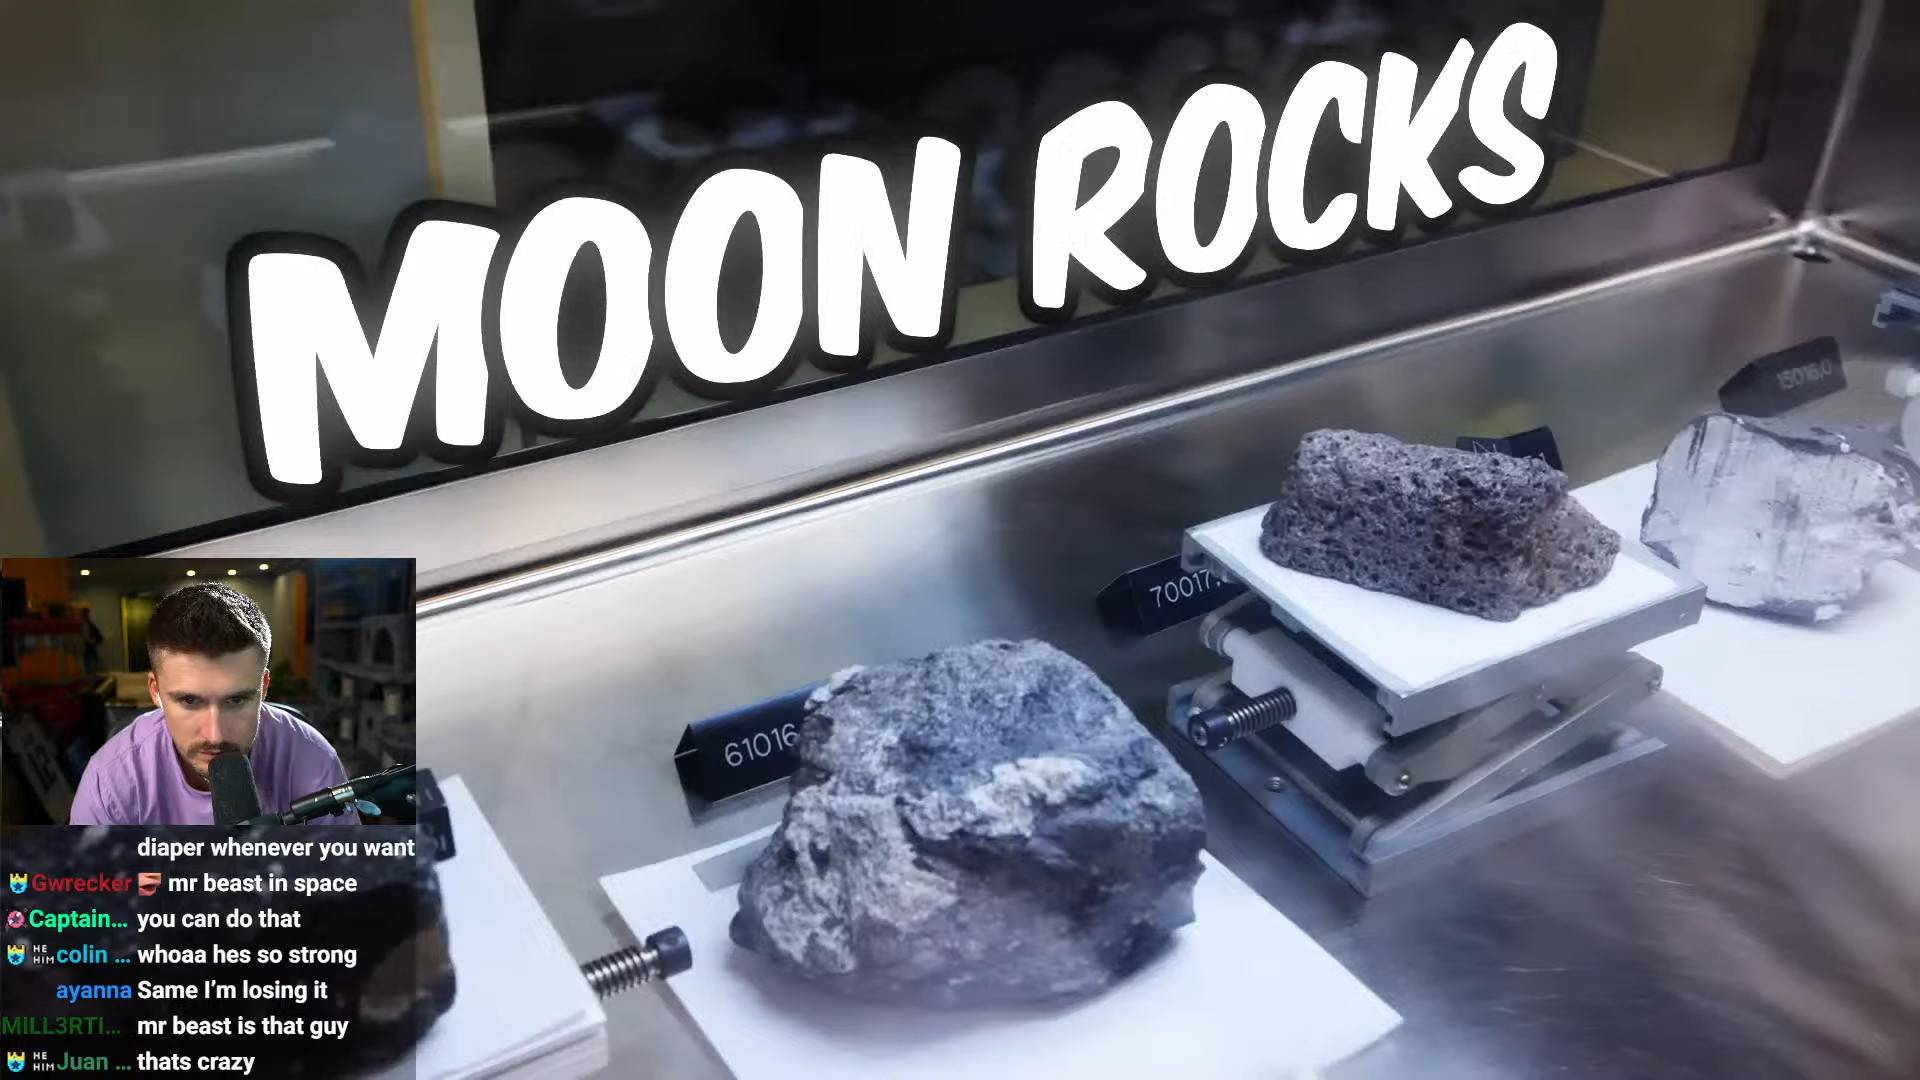 MOON ROCKS
15016,0
70017,
61016
diaper whenever you want
Gwrecker mr beast in space
Captain... you can do that
HE HIM colin ... whoaa hes so strong
ayanna Same I'm losing it
MILL3RTI... mr beast is that guy
HE HIM Juan ... thats crazy